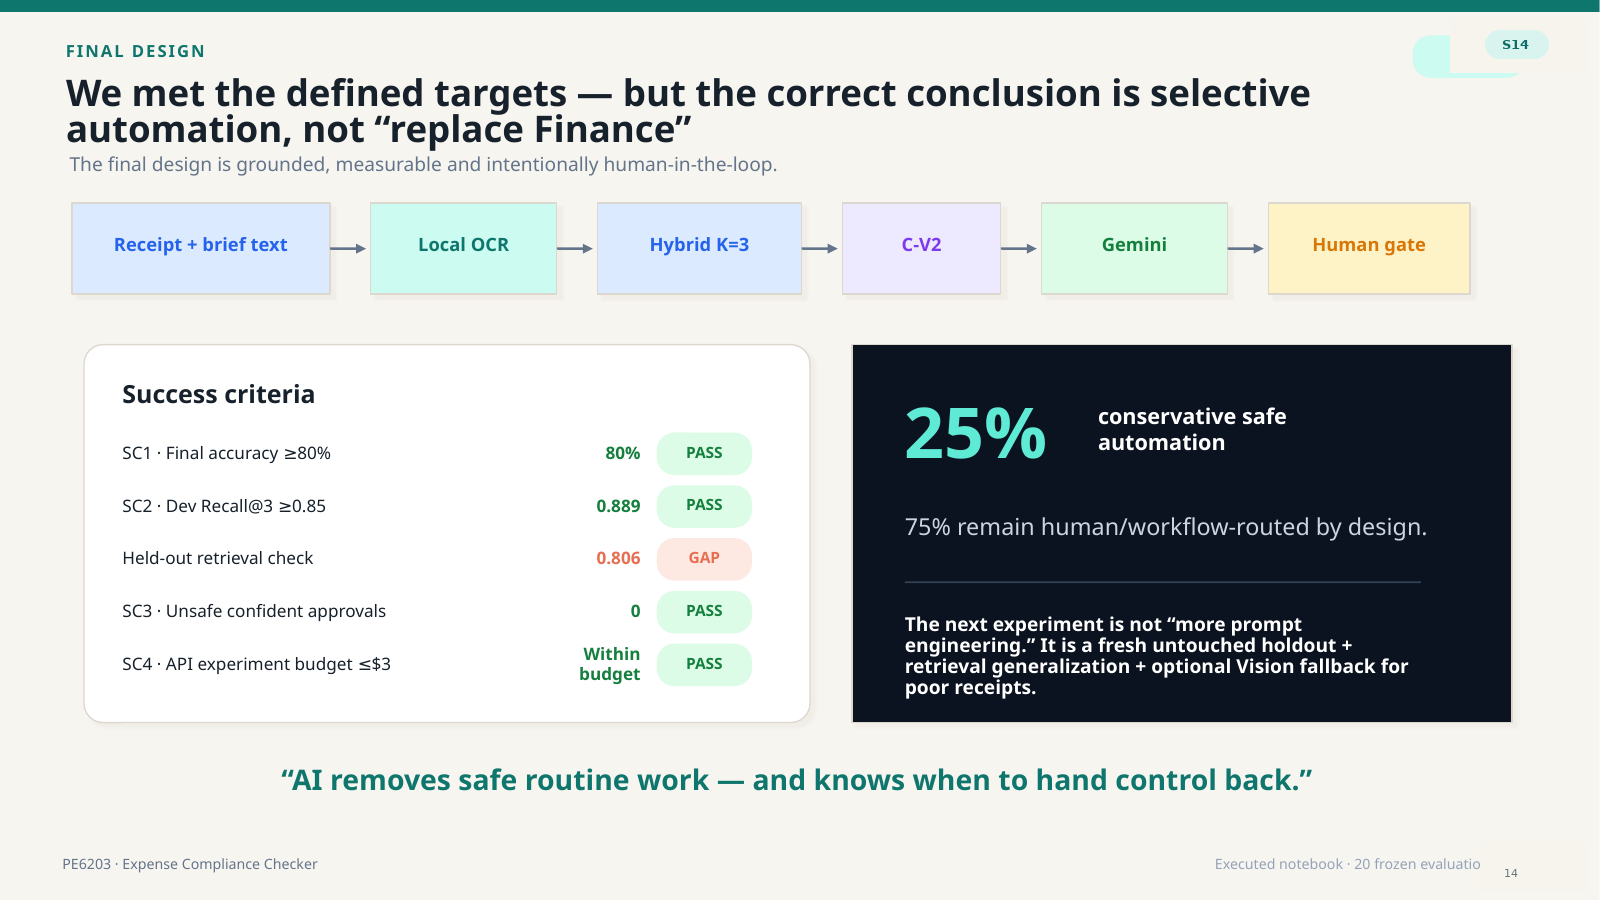 FINAL DESIGN
S14
We met the defined targets — but the correct conclusion is selective
automation, not “replace Finance”
The final design is grounded, measurable and intentionally human-in-the-loop.
Receipt + brief text
Local OCR
Hybrid K=3
C-V2
Gemini
Human gate
Success criteria
SC1 · Final accuracy ≥80%
80%
PASS
SC2 · Dev Recall@3 ≥0.85
0.889
PASS
Held-out retrieval check
0.806
GAP
SC3 · Unsafe confident approvals
0
PASS
SC4 · API experiment budget ≤$3
Within
budget
PASS
25%
conservative safe
automation
75% remain human/workflow-routed by design.
The next experiment is not “more prompt
engineering.” It is a fresh untouched holdout +
retrieval generalization + optional Vision fallback for
poor receipts.
“AI removes safe routine work — and knows when to hand control back.”
PE6203 · Expense Compliance Checker
Executed notebook · 20 frozen evaluatio
14